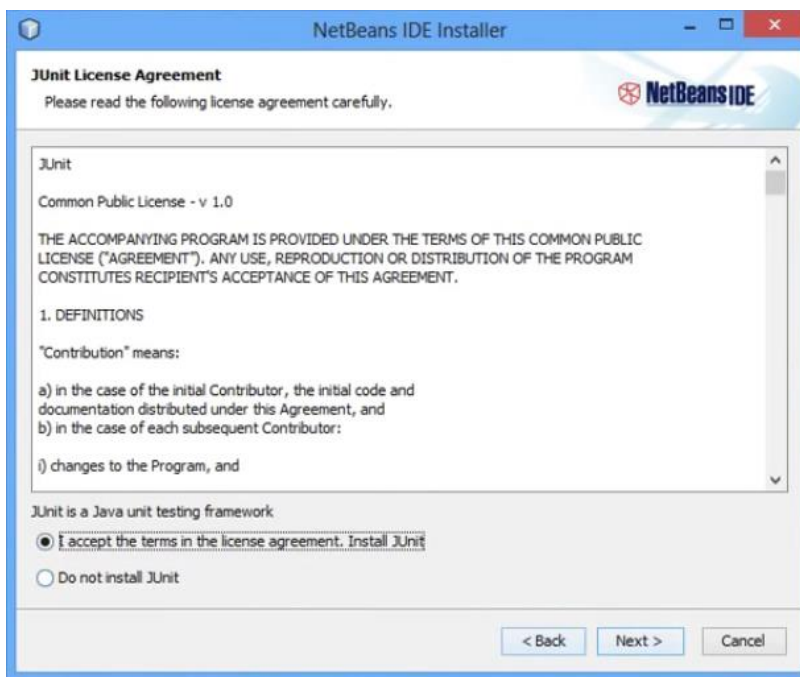 NetBeans IDE Installer
JUnit License Agreement
Please read the following license agreement carefully.
NetBeans IDE
JUnit
Common Public License - v 1.0
THE ACCOMPANYING PROGRAM IS PROVIDED UNDER THE TERMS OF THIS COMMON PUBLIC
LICENSE ("AGREEMENT"). ANY USE, REPRODUCTION OR DISTRIBUTION OF THE PROGRAM
CONSTITUTES RECIPIENT'S ACCEPTANCE OF THIS AGREEMENT.
1. DEFINITIONS
"Contribution" means:
a) in the case of the initial Contributor, the initial code and
documentation distributed under this Agreement, and
b) in the case of each subsequent Contributor:
i) changes to the Program, and
JUnit is a Java unit testing framework
I accept the terms in the license agreement. Install JUnit
Do not install JUnit
< Back Next > Cancel